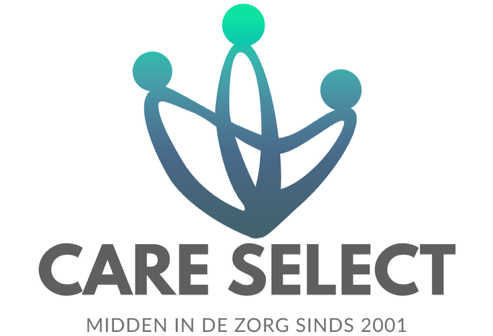 CARE SELECT
MIDDEN IN DE ZORG SINDS 2001